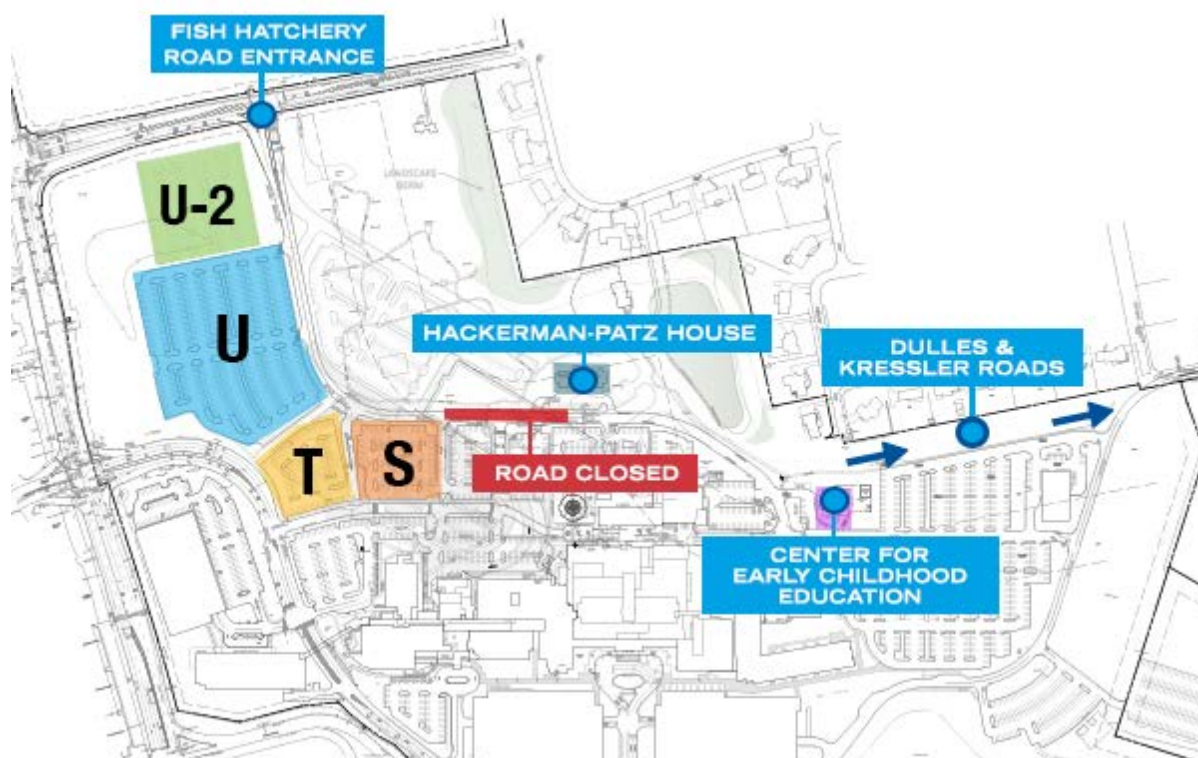 FISH HATCHERY
ROAD ENTRANCE
LANDSCAPE
BERM
U-2
U
HACKERMAN-PATZ HOUSE
DULLES &
KRESSLER ROADS
T
S
ROAD CLOSED
CENTER FOR
EARLY CHILDHOOD
EDUCATION